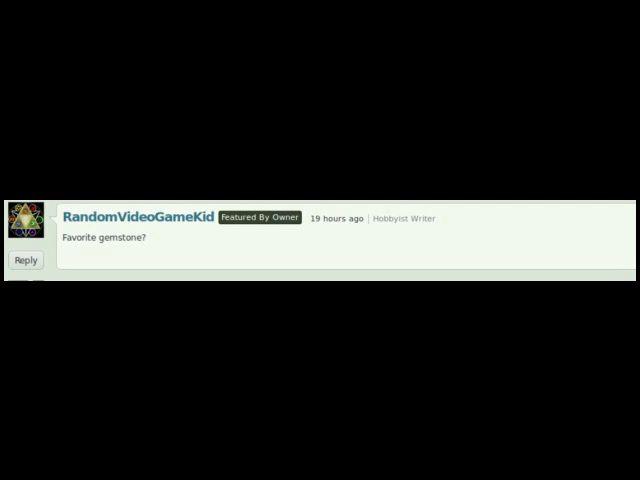 RandomVideoGameKid Featured By Owner 19 hours ago Hobbyist Writer
Favorite gemstone?
Reply